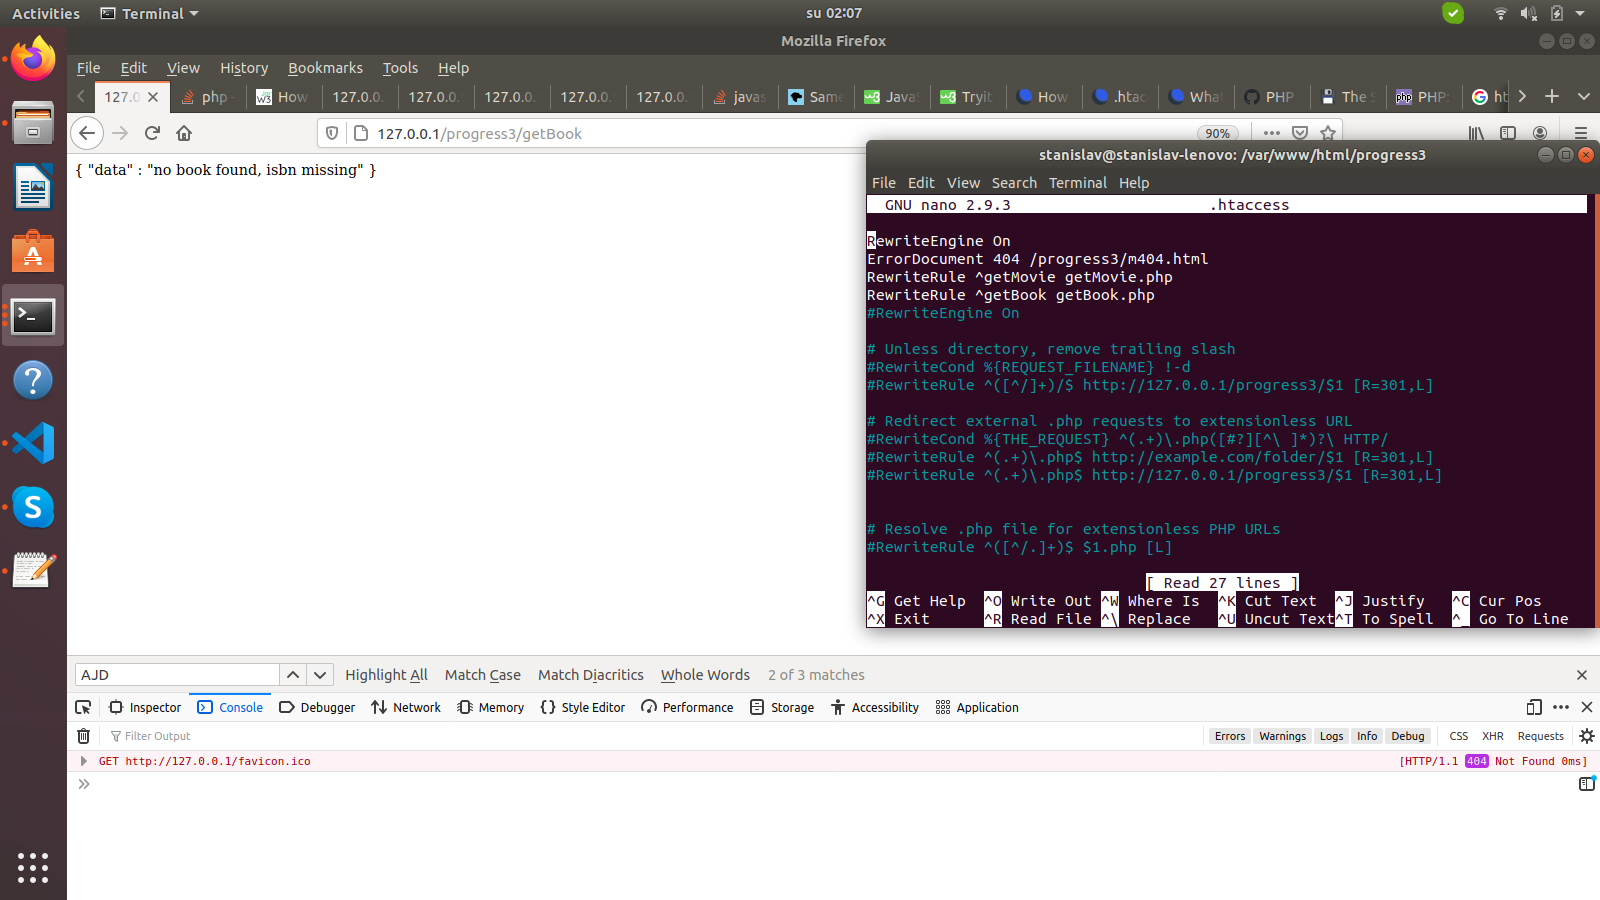 Activities Terminal su 02:07
Mozilla Firefox
File Edit View History Bookmarks Tools Help
127.0 php - How 127.0.0. 127.0.0. 127.0.0. 127.0.0. 127.0.0. javas Same Java Tryit How .htac What PHP The S PHP: ht
127.0.0.1/progress3/getBook 90%
{ "data" : "no book found, isbn missing" }
stanislav@stanislav-lenovo: /var/www/html/progress3
File Edit View Search Terminal Help
GNU nano 2.9.3 .htaccess
RewriteEngine On
ErrorDocument 404 /progress3/m404.html
RewriteRule ^getMovie getMovie.php
RewriteRule ^getBook getBook.php
#RewriteEngine On
# Unless directory, remove trailing slash
#RewriteCond %{REQUEST_FILENAME} !-d
#RewriteRule ^([^/]+)/$ http://127.0.0.1/progress3/$1 [R=301,L]
# Redirect external .php requests to extensionless URL
#RewriteCond %{THE_REQUEST} ^(.+)\.php([#?][^\ ]*)?\ HTTP/
#RewriteRule ^(.+)\.php$ http://example.com/folder/$1 [R=301,L]
#RewriteRule ^(.+)\.php$ http://127.0.0.1/progress3/$1 [R=301,L]
# Resolve .php file for extensionless PHP URLs
#RewriteRule ^([^/.]+)$ $1.php [L]
[ Read 27 lines ]
^G Get Help ^O Write Out ^W Where Is ^K Cut Text ^J Justify ^C Cur Pos
^X Exit ^R Read File ^\ Replace ^U Uncut Text ^T To Spell ^_ Go To Line
AJD Highlight All Match Case Match Diacritics Whole Words 2 of 3 matches
Inspector Console Debugger Network Memory Style Editor Performance Storage Accessibility Application
Filter Output Errors Warnings Logs Info Debug CSS XHR Requests
GET http://127.0.0.1/favicon.ico [HTTP/1.1 404 Not Found 0ms]